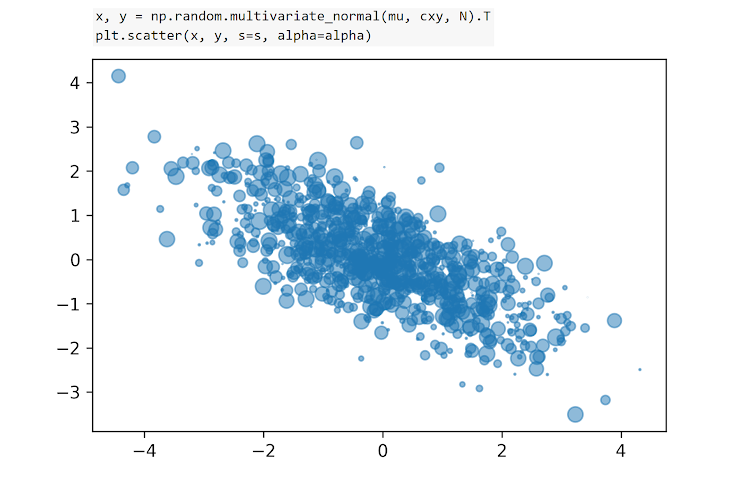 x, y = np.random.multivariate_normal(mu, cxy, N).T
plt.scatter(x, y, s=s, alpha=alpha)
4
3
2
1
0
−1
−2
−3
−4 −2 0 2 4